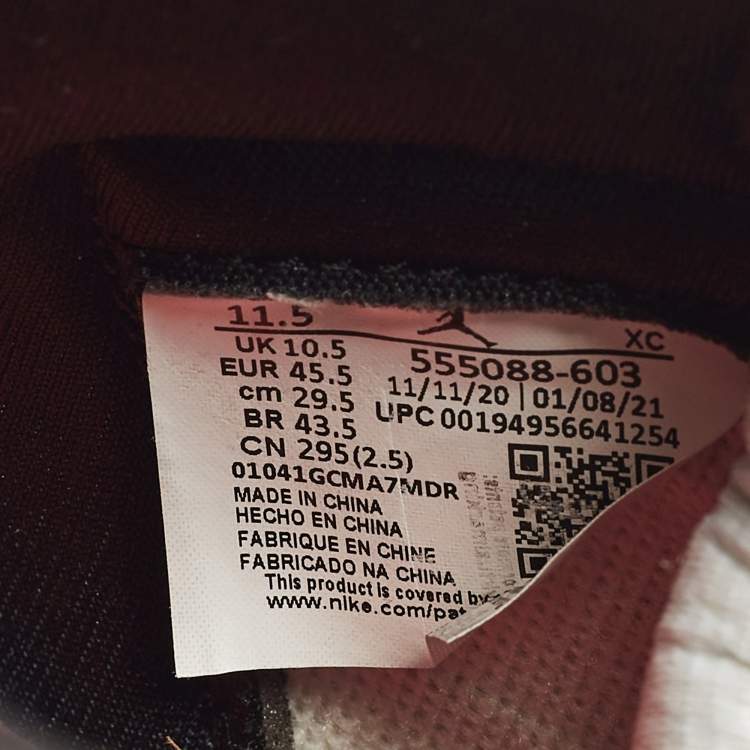 11.5 XC
UK 10.5 555088-603
EUR 45.5 11/11/20 | 01/08/21
cm 29.5 UPC 00194956641254
BR 43.5
CN 295(2.5)
01041GCMA7MDR
MADE IN CHINA
HECHO EN CHINA
FABRIQUE EN CHINE
FABRICADO NA CHINA
This product is covered by
www.nike.com/pat